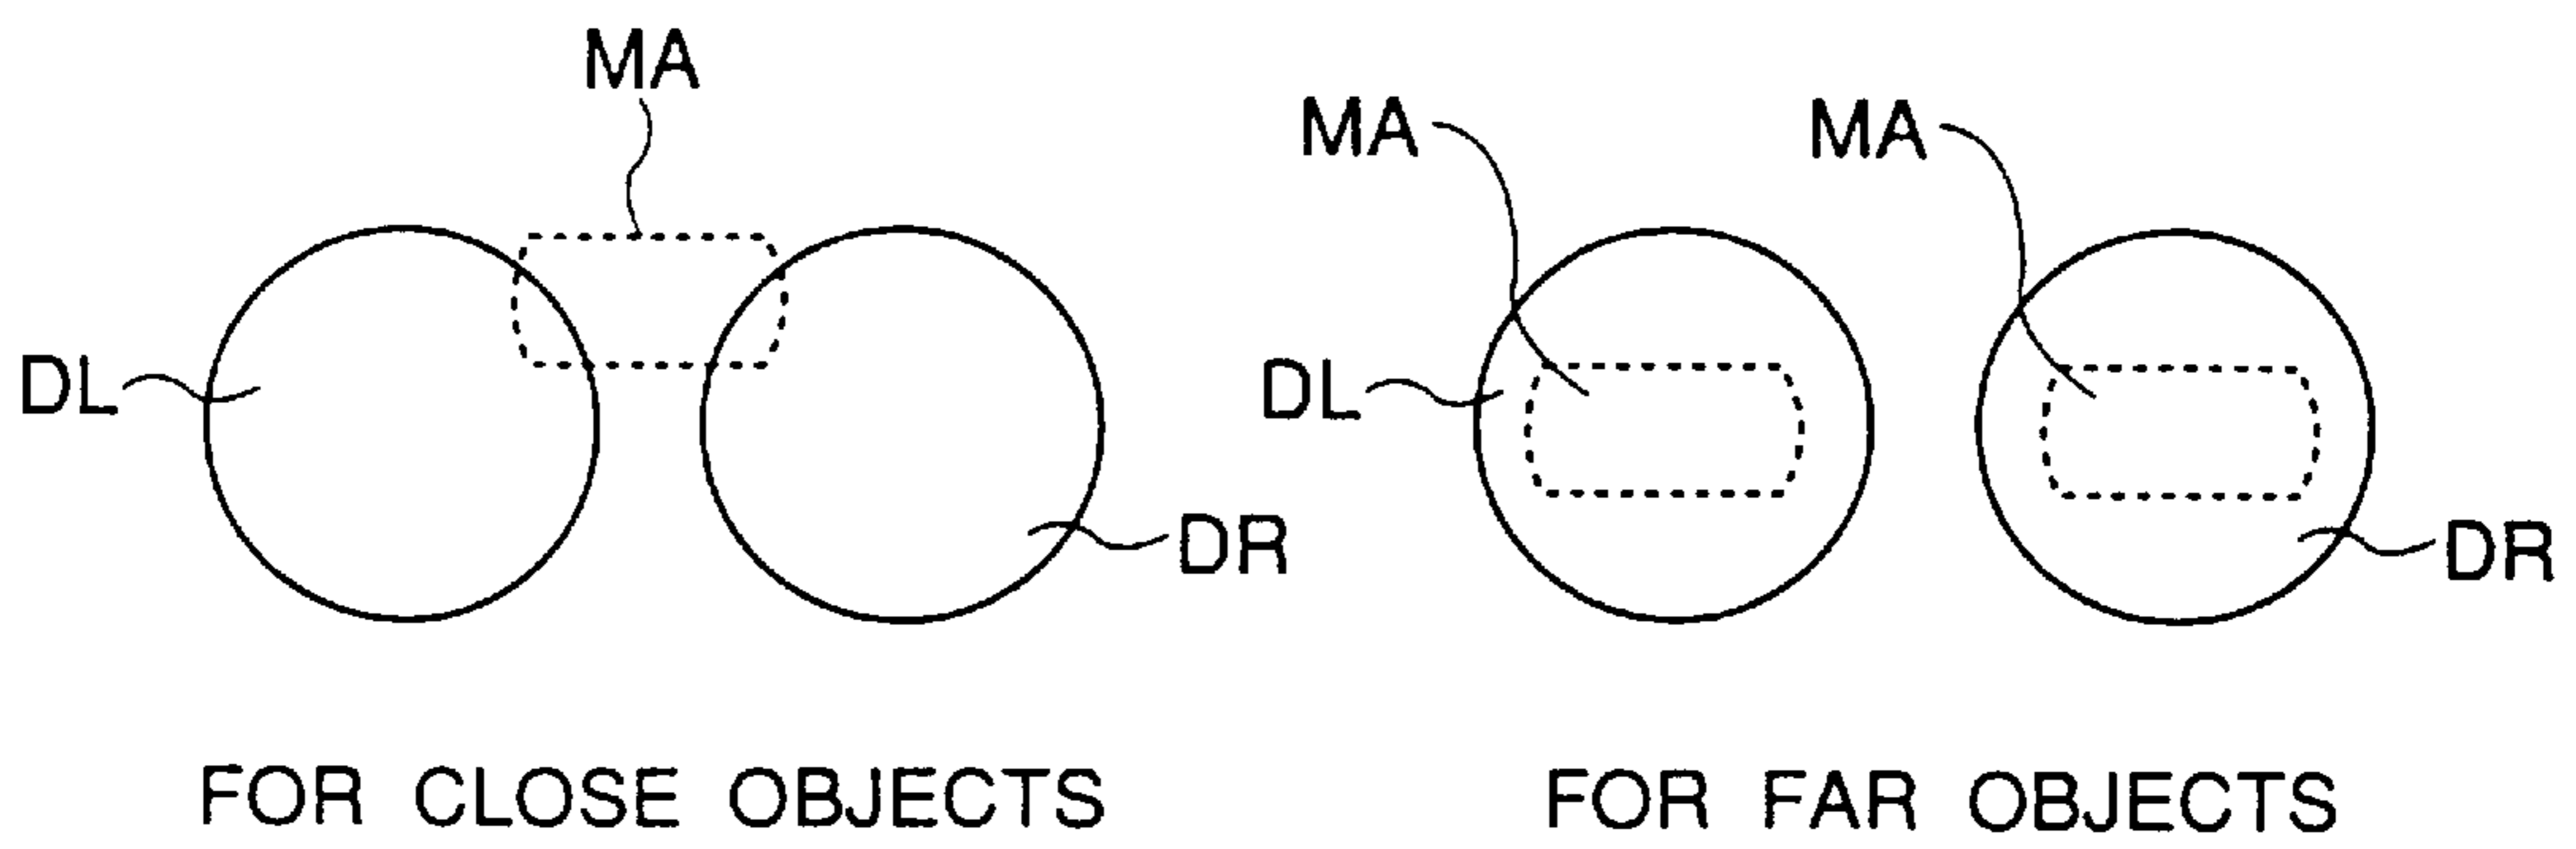 MA
MA MA
DL
DL
DR
DR
FOR CLOSE OBJECTS
FOR FAR OBJECTS